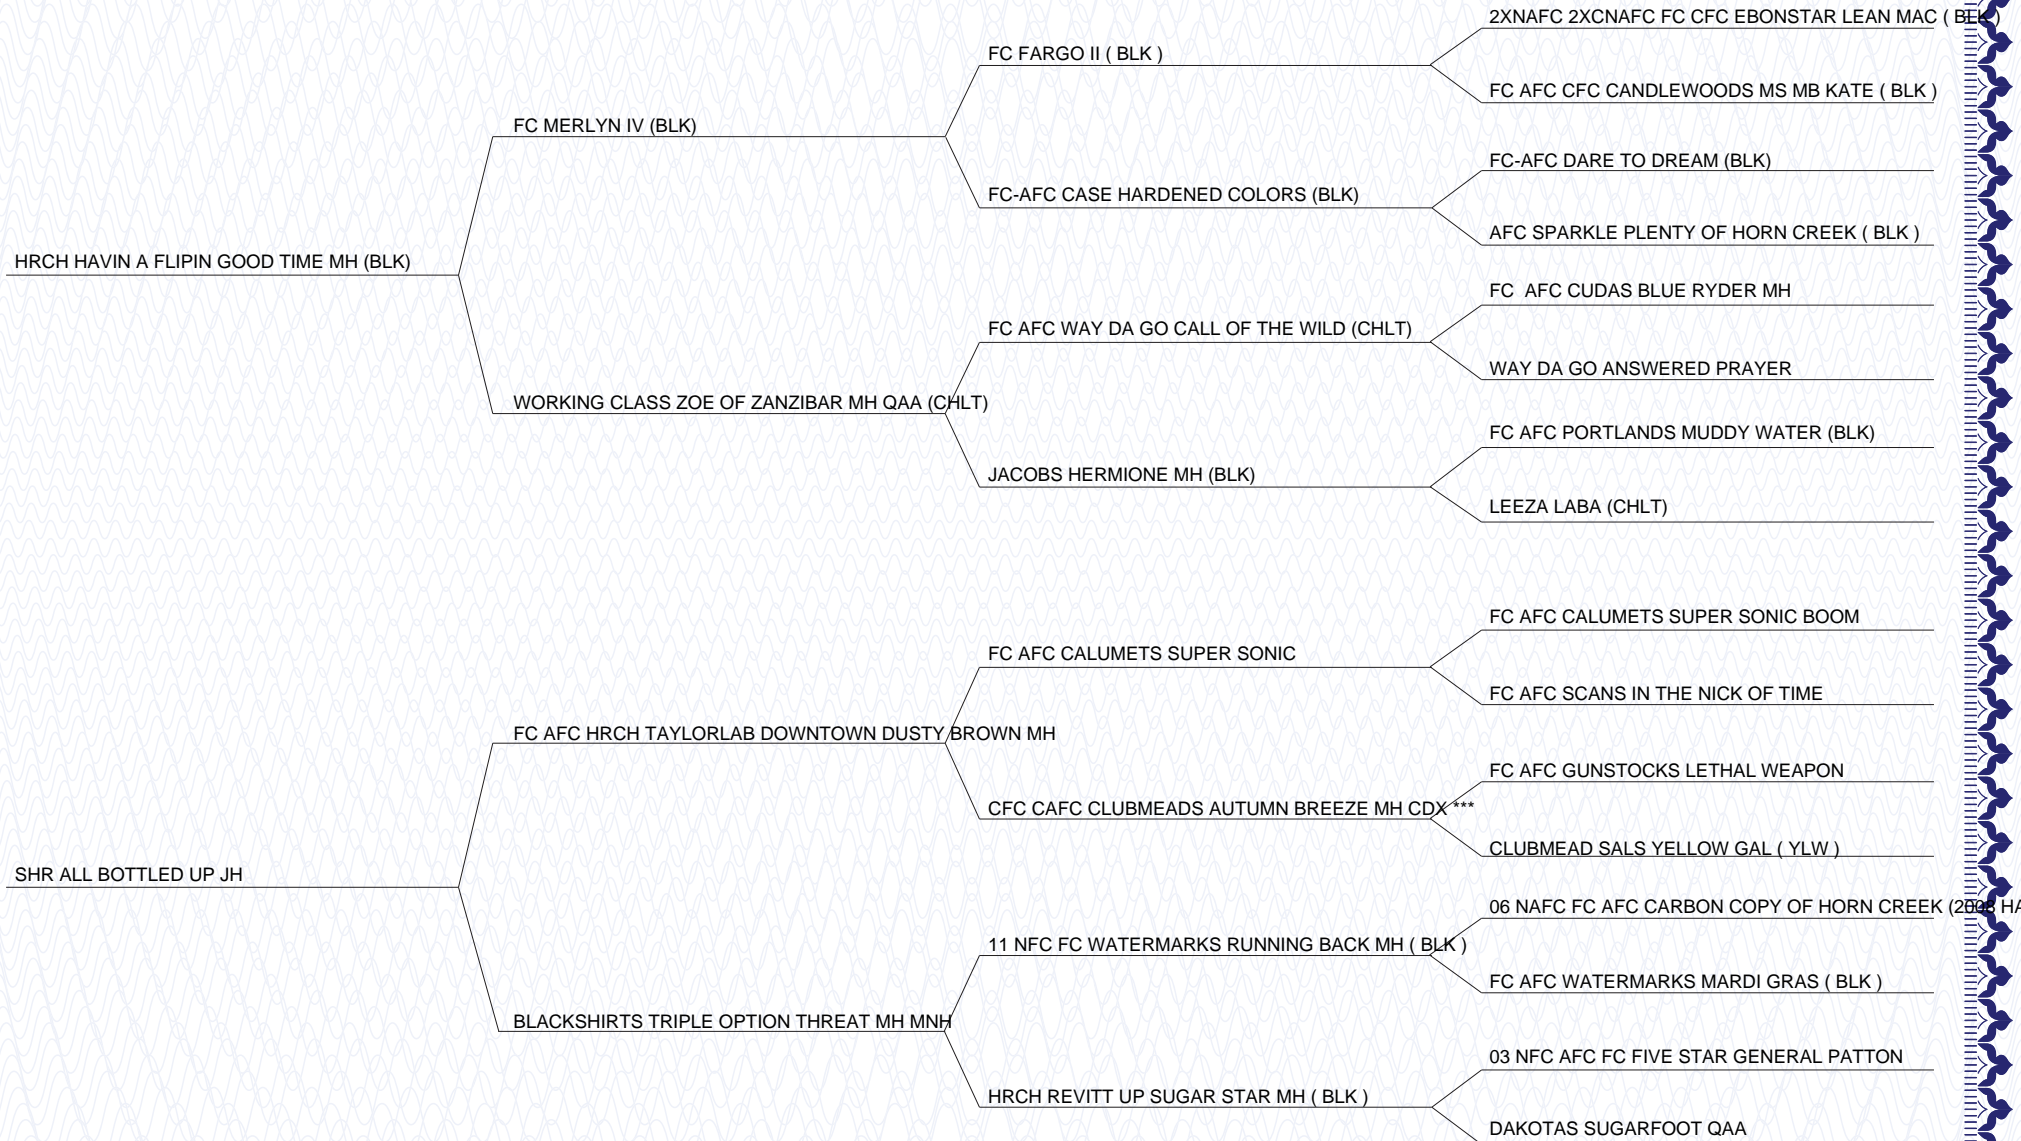 2XNAFC 2XCNAFC FC CFC EBONSTAR LEAN MAC ( BLK )
FC FARGO II ( BLK )
FC AFC CFC CANDLEWOODS MS MB KATE ( BLK )
FC MERLYN IV (BLK)
FC-AFC DARE TO DREAM (BLK)
FC-AFC CASE HARDENED COLORS (BLK)
AFC SPARKLE PLENTY OF HORN CREEK ( BLK )
HRCH HAVIN A FLIPIN GOOD TIME MH (BLK)
FC  AFC CUDAS BLUE RYDER MH
FC AFC WAY DA GO CALL OF THE WILD (CHLT)
WAY DA GO ANSWERED PRAYER
WORKING CLASS ZOE OF ZANZIBAR MH QAA (CHLT)
FC AFC PORTLANDS MUDDY WATER (BLK)
JACOBS HERMIONE MH (BLK)
LEEZA LABA (CHLT)
FC AFC CALUMETS SUPER SONIC BOOM
FC AFC CALUMETS SUPER SONIC
FC AFC SCANS IN THE NICK OF TIME
FC AFC HRCH TAYLORLAB DOWNTOWN DUSTY BROWN MH
FC AFC GUNSTOCKS LETHAL WEAPON
CFC CAFC CLUBMEADS AUTUMN BREEZE MH CDX ***
CLUBMEAD SALS YELLOW GAL ( YLW )
SHR ALL BOTTLED UP JH
06 NAFC FC AFC CARBON COPY OF HORN CREEK (2008 HA
11 NFC FC WATERMARKS RUNNING BACK MH ( BLK )
FC AFC WATERMARKS MARDI GRAS ( BLK )
BLACKSHIRTS TRIPLE OPTION THREAT MH MNH
03 NFC AFC FC FIVE STAR GENERAL PATTON
HRCH REVITT UP SUGAR STAR MH ( BLK )
DAKOTAS SUGARFOOT QAA